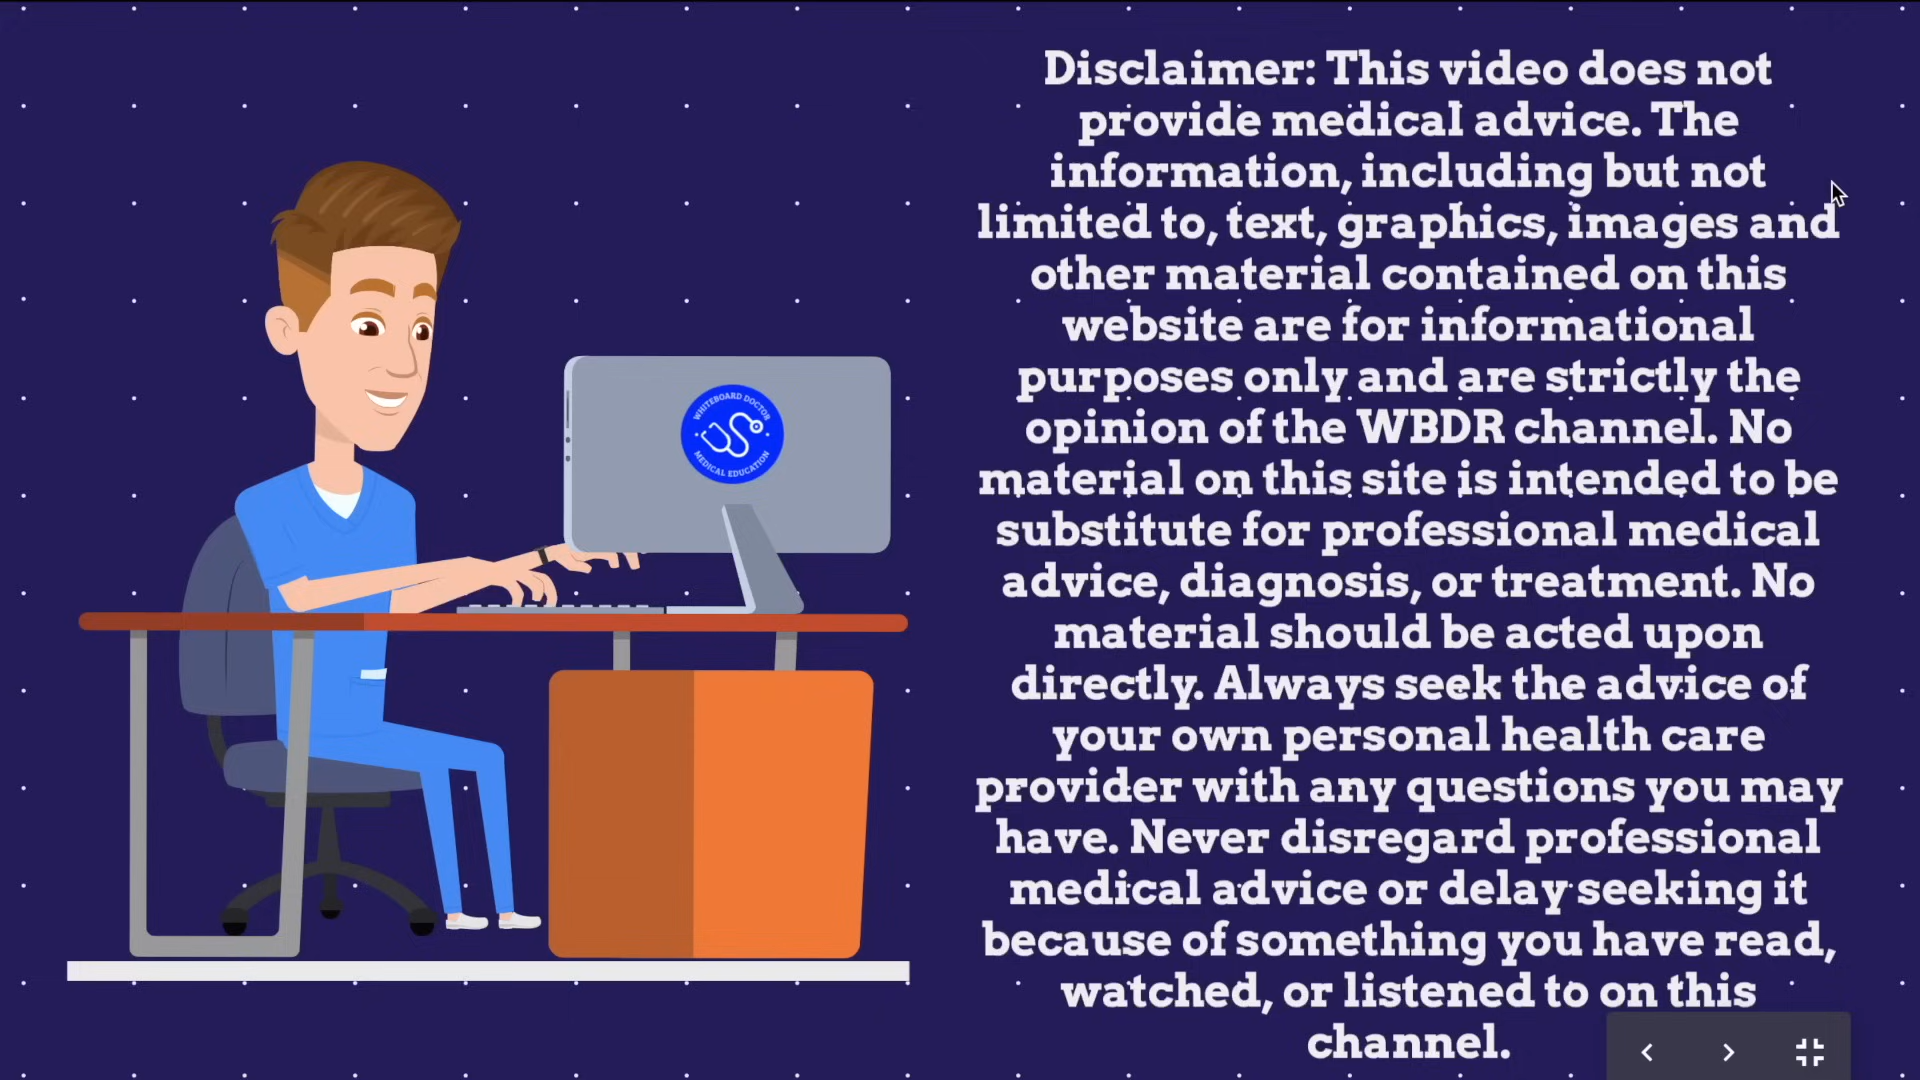 Disclaimer: This video does not
provide medical advice. The
information, including but not
limited to, text, graphics, images and
other material contained on this
website are for informational
purposes only and are strictly the
opinion of the WBDR channel. No
material on this site is intended to be
substitute for professional medical
advice, diagnosis, or treatment. No
material should be acted upon
directly. Always seek the advice of
your own personal health care
provider with any questions you may
have. Never disregard professional
medical advice or delay seeking it
because of something you have read,
watched, or listened to on this
channel.
WHITEBOARD DOCTOR
MEDICAL EDUCATION